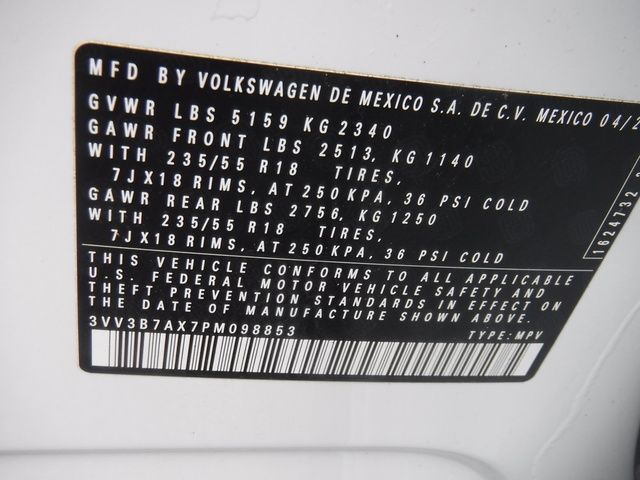 MFD BY VOLKSWAGEN DE MEXICO S.A. DE C.V. MEXICO 04/2
GVWR LBS 5159 KG 2340
GAWR FRONT LBS 2513, KG 1140
WITH 235/55 R18 TIRES,
7JX18 RIMS, AT 250 KPA, 36 PSI COLD
GAWR REAR LBS 2756, KG 1250
WITH 235/55 R18 TIRES,
7JX18 RIMS, AT 250 KPA, 36 PSI COLD
THIS VEHICLE CONFORMS TO ALL APPLICABLE
U.S. FEDERAL MOTOR VEHICLE SAFETY AND
THEFT PREVENTION STANDARDS IN EFFECT ON
THE DATE OF MANUFACTURE SHOWN ABOVE.
3VV3B7AX7PM098853 TYPE: MPV
1624732